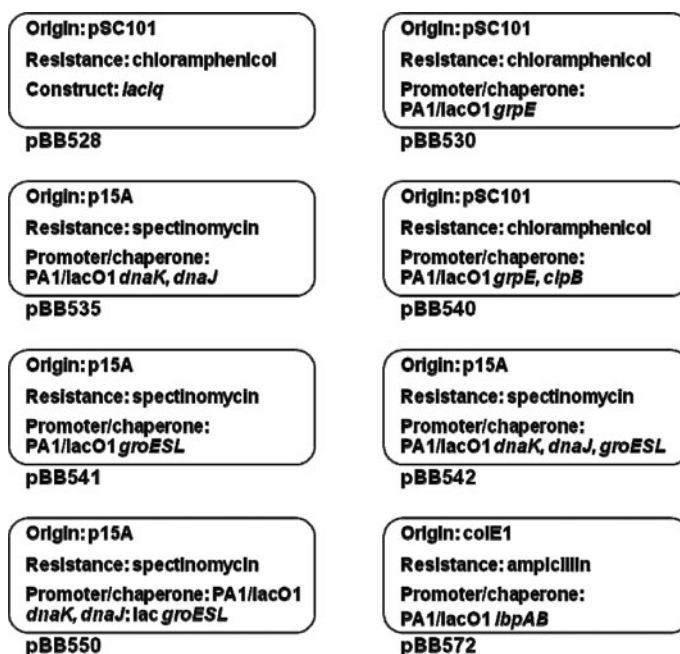 Origin: pSC101
Resistance: chloramphenicol
Construct: laciq
pBB528
Origin: pSC101
Resistance: chloramphenicol
Promoter/chaperone:
PA1/lacO1 grpE
pBB530
Origin: p15A
Resistance: spectinomycin
Promoter/chaperone:
PA1/lacO1 dnaK, dnaJ
pBB535
Origin: pSC101
Resistance: chloramphenicol
Promoter/chaperone:
PA1/lacO1 grpE, clpB
pBB540
Origin: p15A
Resistance: spectinomycin
Promoter/chaperone:
PA1/lacO1 groESL
pBB541
Origin: p15A
Resistance: spectinomycin
Promoter/chaperone:
PA1/lacO1 dnaK, dnaJ, groESL
pBB542
Origin: p15A
Resistance: spectinomycin
Promoter/chaperone: PA1/lacO1
dnaK, dnaJ: lac groESL
pBB550
Origin: colE1
Resistance: ampicillin
Promoter/chaperone:
PA1/lacO1 ibpAB
pBB572